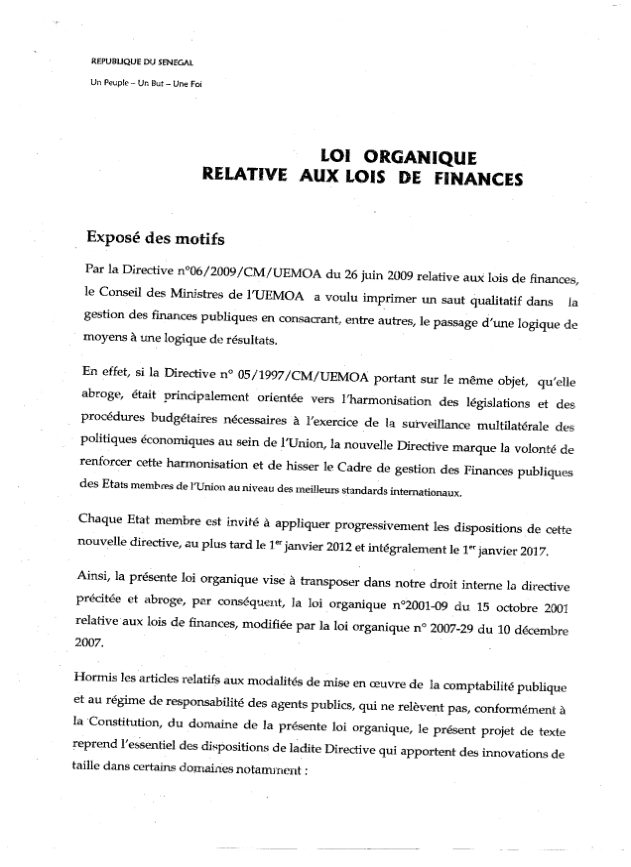 REPUBLIQUE DU SENEGAL
Un Peuple – Un But – Une Foi
LOI ORGANIQUE
RELATIVE AUX LOIS DE FINANCES
Exposé des motifs
Par la Directive n°06/2009/CM/UEMOA du 26 juin 2009 relative aux lois de finances,
le Conseil des Ministres de l'UEMOA a voulu imprimer un saut qualitatif dans la
gestion des finances publiques en consacrant, entre autres, le passage d'une logique de
moyens à une logique de résultats.
En effet, si la Directive n° 05/1997/CM/UEMOA portant sur le même objet, qu'elle
abroge, était principalement orientée vers l'harmonisation des législations et des
procédures budgétaires nécessaires à l'exercice de la surveillance multilatérale des
politiques économiques au sein de l'Union, la nouvelle Directive marque la volonté de
renforcer cette harmonisation et de hisser le Cadre de gestion des Finances publiques
des Etats membres de l'Union au niveau des meilleurs standards internationaux.
Chaque Etat membre est invité à appliquer progressivement les dispositions de cette
nouvelle directive, au plus tard le 1er janvier 2012 et intégralement le 1er janvier 2017.
Ainsi, la présente loi organique vise à transposer dans notre droit interne la directive
précitée et abroge, par conséquent, la loi organique n°2001-09 du 15 octobre 2001
relative aux lois de finances, modifiée par la loi organique n° 2007-29 du 10 décembre
2007.
Hormis les articles relatifs aux modalités de mise en œuvre de la comptabilité publique
et au régime de responsabilité des agents publics, qui ne relèvent pas, conformément à
la Constitution, du domaine de la présente loi organique, le présent projet de texte
reprend l'essentiel des dispositions de ladite Directive qui apportent des innovations de
taille dans certains domaines notamment :